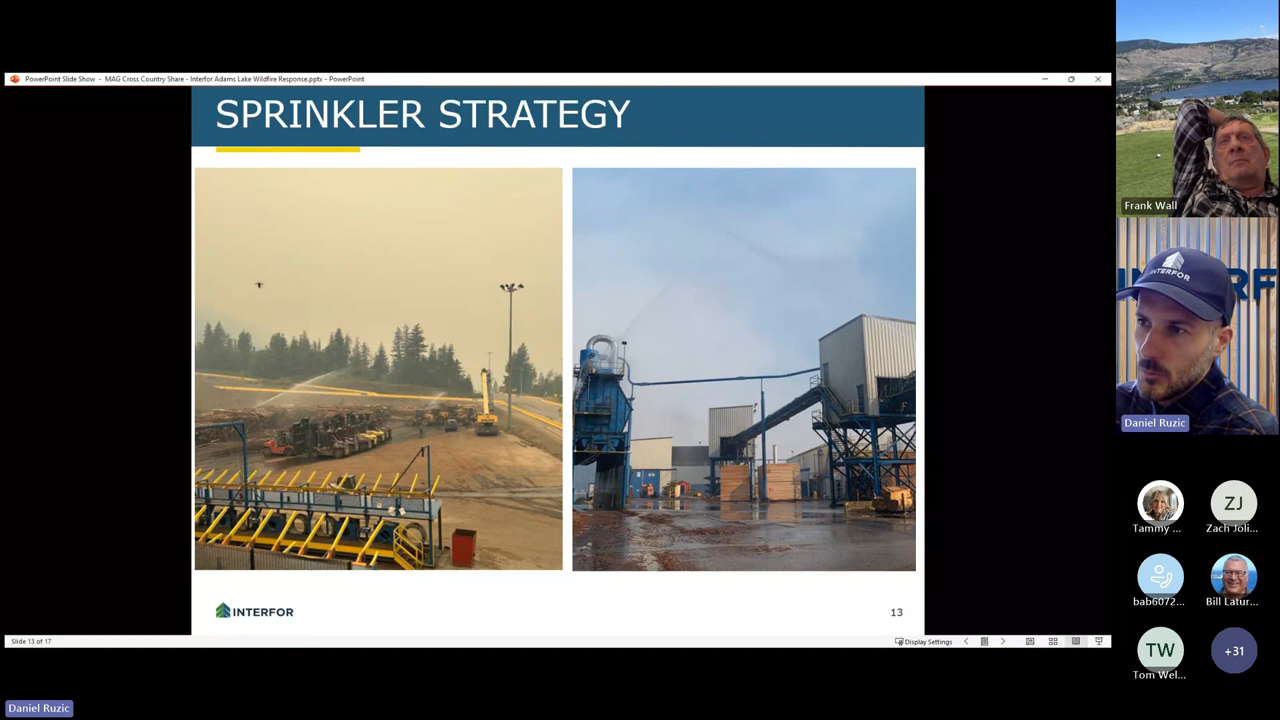 PowerPoint Slide Show - MAG Cross Country Share - Interfor Adams Lake Wildfire Response.pptx - PowerPoint
SPRINKLER STRATEGY
INTERFOR
13
Slide 13 of 17
Display Settings
Frank Wall
INTERFOR
INTERF
Daniel Ruzic
Tammy ...
ZJ
Zach Joli...
bab6072...
Bill Latur...
TW
Tom Wel...
+31
Daniel Ruzic